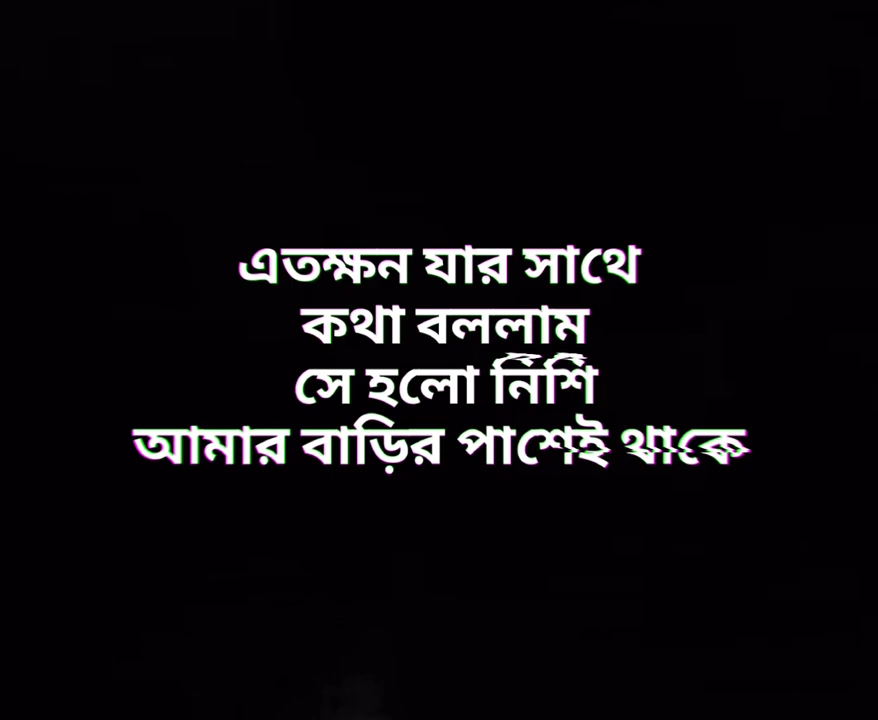 এতক্ষন যার সাথে
কথা বললাম
সে হলো নিশি
আমার বাড়ির পাশেই থাকে